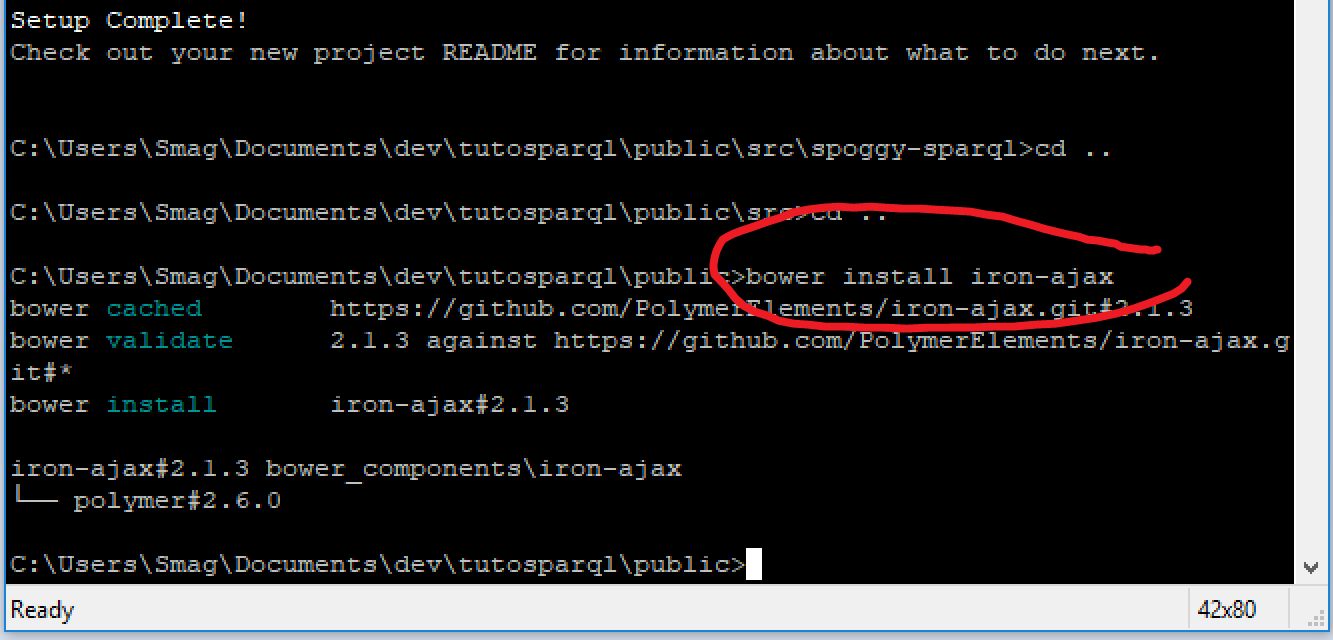 Setup Complete!
Check out your new project README for information about what to do next.
C:\Users\Smag\Documents\dev\tutosparql\public\src\spoggy-sparql>cd ..
C:\Users\Smag\Documents\dev\tutosparql\public\src>cd ..
C:\Users\Smag\Documents\dev\tutosparql\public>bower install iron-ajax
bower cached https://github.com/PolymerElements/iron-ajax.git#2.1.3
bower validate 2.1.3 against https://github.com/PolymerElements/iron-ajax.g
it#*
bower install iron-ajax#2.1.3
iron-ajax#2.1.3 bower_components\iron-ajax
└── polymer#2.6.0
C:\Users\Smag\Documents\dev\tutosparql\public>
Ready 42x80